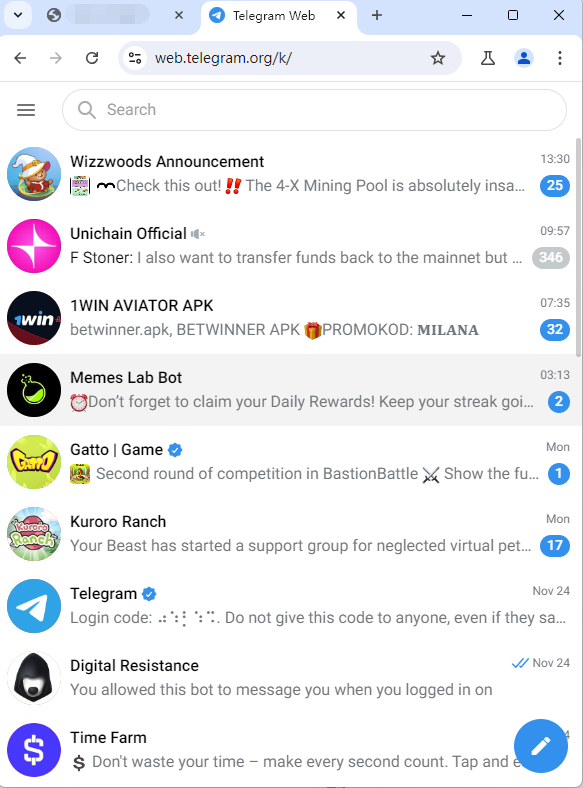 Telegram Web
web.telegram.org/k/
Search
Wizzwoods Announcement
13:30
Check this out! ‼️ The 4-X Mining Pool is absolutely insa...
25
Unichain Official
09:57
F Stoner: I also want to transfer funds back to the mainnet but ...
346
1win
1WIN AVIATOR APK
07:35
betwinner.apk, BETWINNER APK 🎁PROMOKOD: 𝐌𝐈𝐋𝐀𝐍𝐀
32
Memes Lab Bot
03:13
⏰Don't forget to claim your Daily Rewards! Keep your streak goi...
2
GATTO
Gatto | Game
Mon
Second round of competition in BastionBattle ⚔ Show the fu...
1
Kuroro Ranch
Kuroro Ranch
Mon
Your Beast has started a support group for neglected virtual pet...
17
Telegram
Nov 24
Login code: . Do not give this code to anyone, even if they sa...
Digital Resistance
Nov 24
You allowed this bot to message you when you logged in on
$
Time Farm
💲 Don't waste your time – make every second count. Tap and e